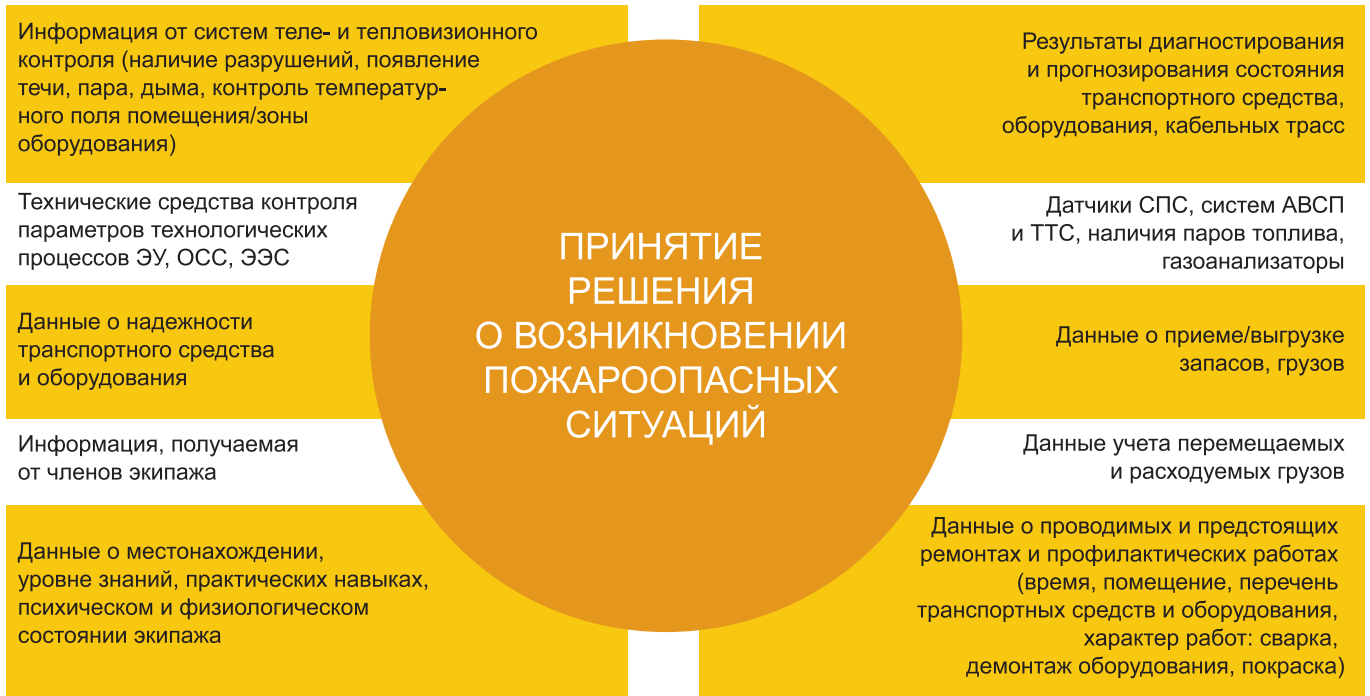 Информация от систем теле- и тепловизионного
контроля (наличие разрушений, появление
течи, пара, дыма, контроль температур-
ного поля помещения/зоны
оборудования)
Технические средства контроля
параметров технологических
процессов ЭУ, ОСС, ЭЭС
Данные о надежности
транспортного средства
и оборудования
Информация, получаемая
от членов экипажа
Данные о местонахождении,
уровне знаний, практических навыках,
психическом и физиологическом
состоянии экипажа
ПРИНЯТИЕ
РЕШЕНИЯ
О ВОЗНИКНОВЕНИИ
ПОЖАРООПАСНЫХ
СИТУАЦИЙ
Результаты диагностирования
и прогнозирования состояния
транспортного средства,
оборудования, кабельных трасс
Датчики СПС, систем АВСП
и ТТС, наличия паров топлива,
газоанализаторы
Данные о приеме/выгрузке
запасов, грузов
Данные учета перемещаемых
и расходуемых грузов
Данные о проводимых и предстоящих
ремонтах и профилактических работах
(время, помещение, перечень
транспортных средств и оборудования,
характер работ: сварка,
демонтаж оборудования, покраска)